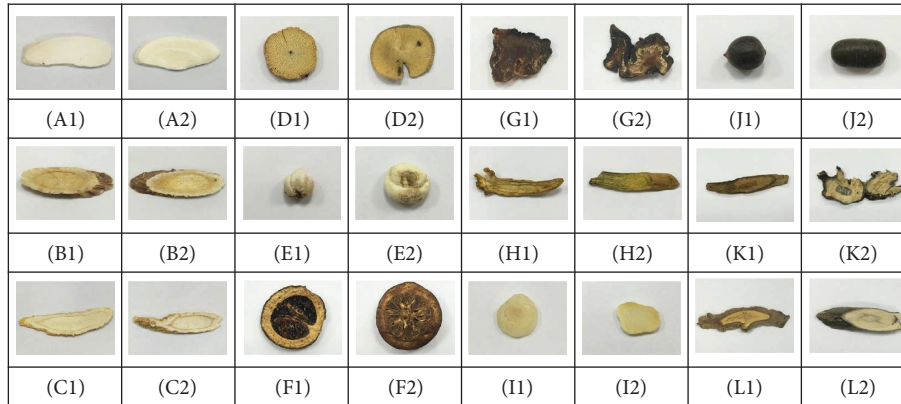 (A1) (A2) (D1) (D2) (G1) (G2) (J1) (J2)
(B1) (B2) (E1) (E2) (H1) (H2) (K1) (K2)
(C1) (C2) (F1) (F2) (I1) (I2) (L1) (L2)